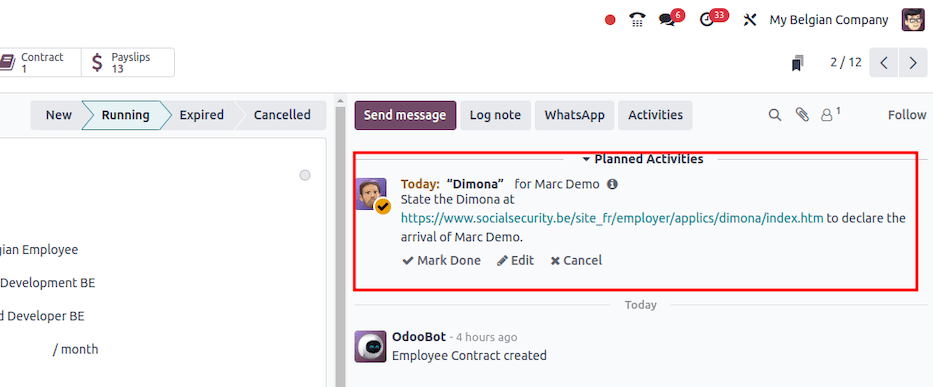 6 33 My Belgian Company
Contract
1
Payslips
13
2 / 12
New Running Expired Cancelled
Send message Log note WhatsApp Activities 1 Follow
Planned Activities
Today: “Dimona” for Marc Demo
State the Dimona at
https://www.socialsecurity.be/site_fr/employer/applics/dimona/index.htm to declare the
arrival of Marc Demo.
Mark Done Edit Cancel
gian Employee
Development BE
d Developer BE
/ month
Today
OdooBot - 4 hours ago
Employee Contract created